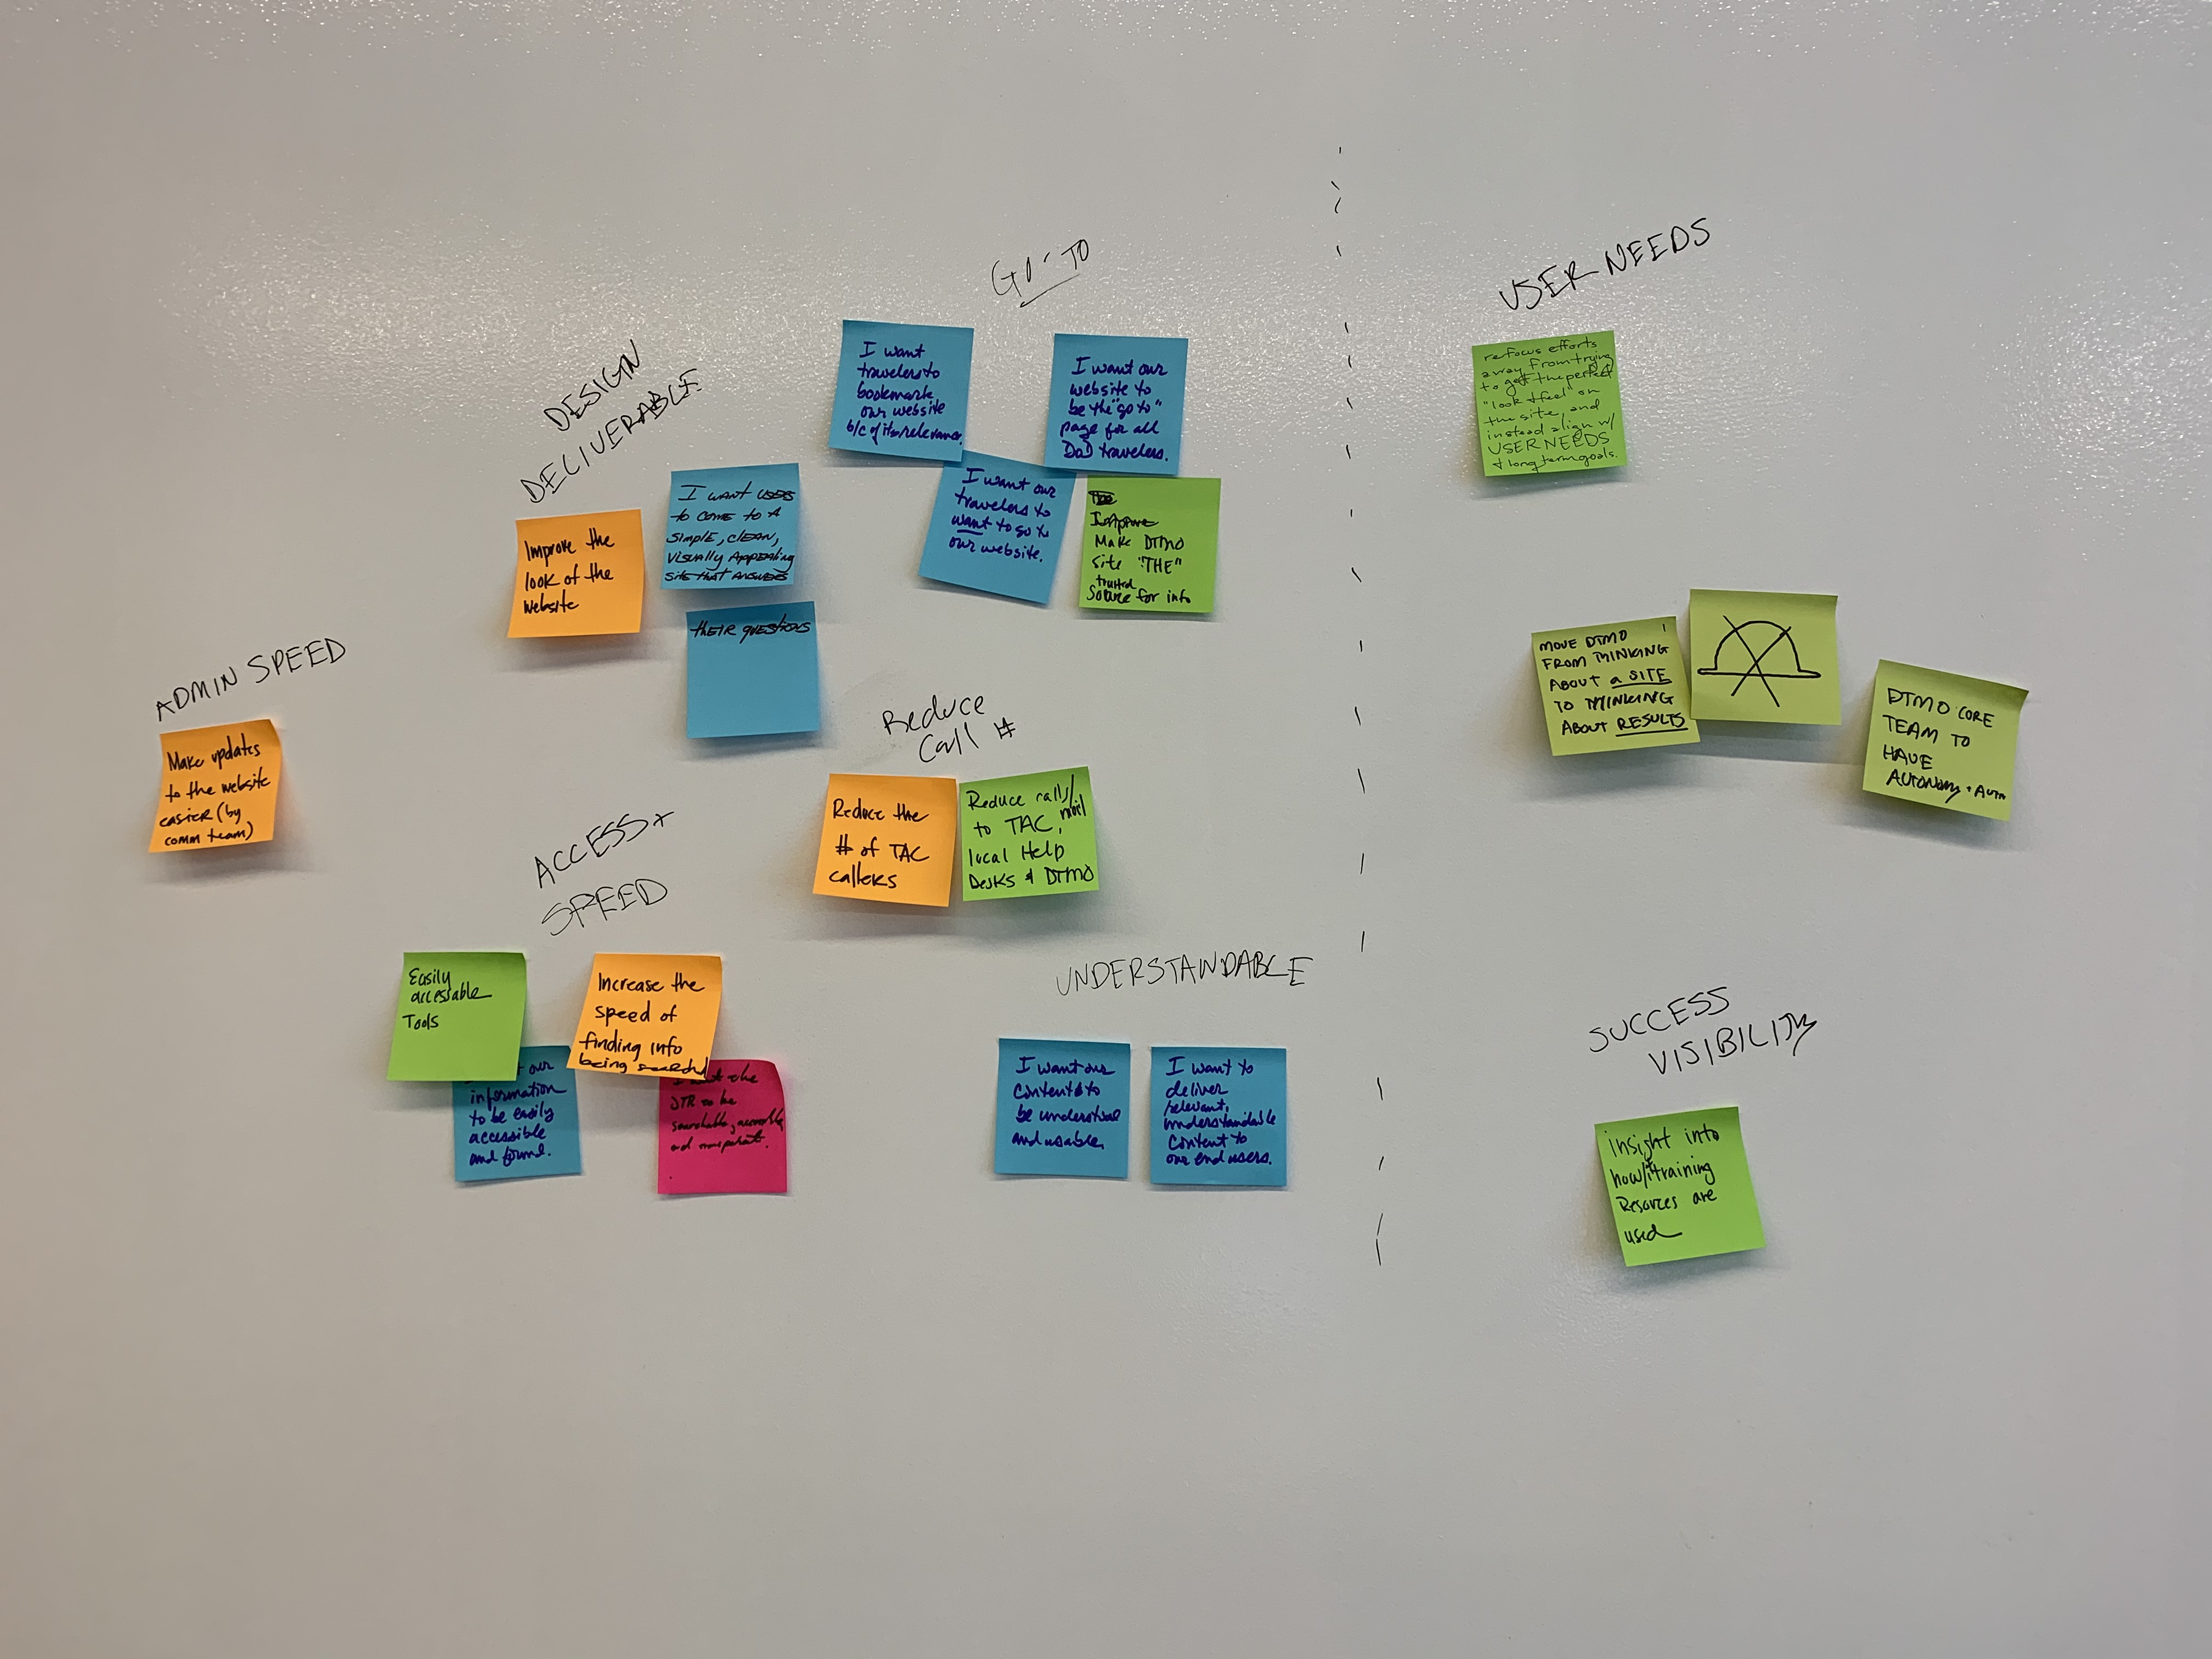 GO-TO
I want
travelers to
bookmark
our website
b/c of its relevance.
I want our
website to
be the "go to"
page for all
DoD travelers.
I want our
travelers to
want to go to
our website.
Improve
Make DTMO
site "THE"
trusted
Source for info
DESIGN
DELIVERABLE
Improve the
look of the
website
I WANT USERS
TO COME TO A
SIMPLE, CLEAN,
VISUALLY APPEALING
SITE THAT ANSWERS
THEIR QUESTIONS
ADMIN SPEED
Make updates
to the website
easier (by
comm team)
Reduce
Call #
Reduce the
# of TAC
callers
Reduce calls/
to TAC,
local Help
Desks & DTMO
ACCESS +
SPEED
Easily
accessable
Tools
our
information
to be easily
accessible
and found.
Increase the
speed of
finding info
being searched
I want the
JTR to be
searchable, accessible,
and transparent.
UNDERSTANDABLE
I want our
content to
be understood
and usable.
I want to
deliver
relevant,
understandable
content to
our end users.
USER NEEDS
refocus efforts
away from trying
to get the perfect
"look & feel" on
the site, and
instead align w/
USER NEEDS
& long term goals.
MOVE DTMO
FROM THINKING
ABOUT a SITE
TO THINKING
ABOUT RESULTS
DTMO CORE
TEAM TO
HAVE
AUTONOMY + AUTH
SUCCESS
VISIBILITY
insight into
how/if training
Resources are
used